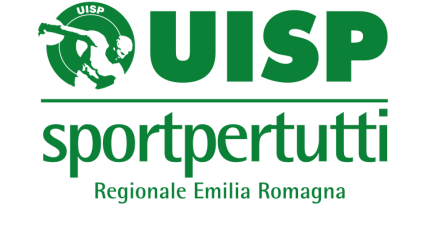 UISP
UISP
sportpertutti
Regionale Emilia Romagna